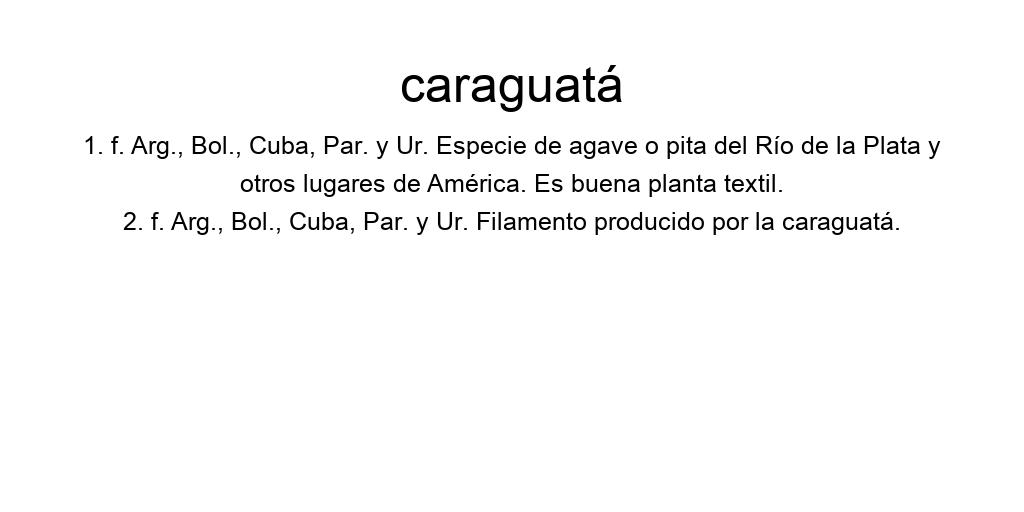 caraguatá
1. f. Arg., Bol., Cuba, Par. y Ur. Especie de agave o pita del Río de la Plata y
otros lugares de América. Es buena planta textil.
2. f. Arg., Bol., Cuba, Par. y Ur. Filamento producido por la caraguatá.